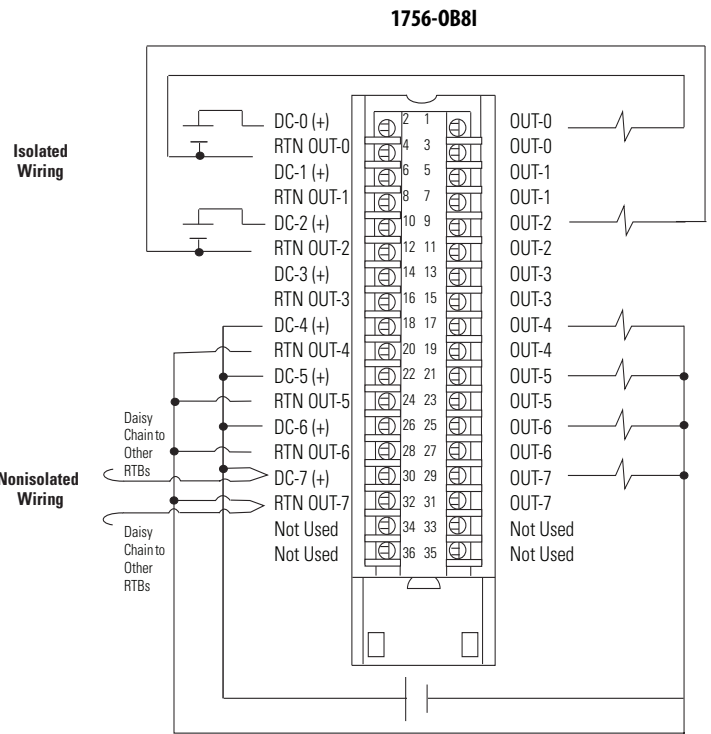 1756-OB8I
Isolated
Wiring
DC-0 (+) 2 1 OUT-0
RTN OUT-0 4 3 OUT-0
DC-1 (+) 6 5 OUT-1
RTN OUT-1 8 7 OUT-1
DC-2 (+) 10 9 OUT-2
RTN OUT-2 12 11 OUT-2
DC-3 (+) 14 13 OUT-3
RTN OUT-3 16 15 OUT-3
DC-4 (+) 18 17 OUT-4
RTN OUT-4 20 19 OUT-4
DC-5 (+) 22 21 OUT-5
RTN OUT-5 24 23 OUT-5
DC-6 (+) 26 25 OUT-6
RTN OUT-6 28 27 OUT-6
DC-7 (+) 30 29 OUT-7
RTN OUT-7 32 31 OUT-7
Not Used 34 33 Not Used
Not Used 36 35 Not Used
Daisy
Chain to
Other
RTBs
Nonisolated
Wiring
Daisy
Chain to
Other
RTBs